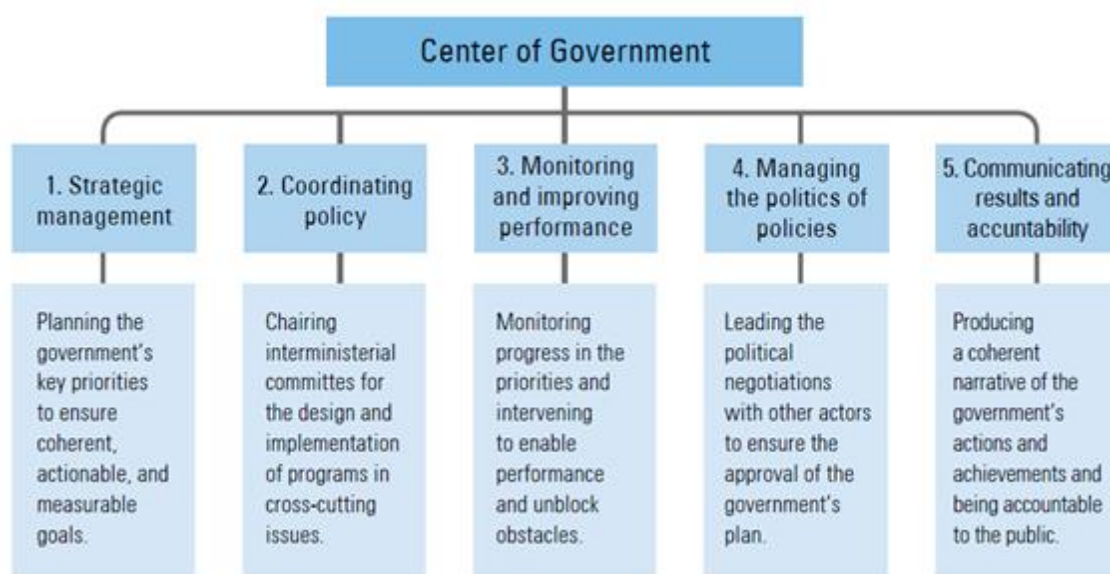 Center of Government
1. Strategic
management
2. Coordinating
policy
3. Monitoring
and improving
performance
4. Managing
the politics of
policies
5. Communicating
results and
accountability
Planning the
government's
key priorities
to ensure
coherent,
actionable, and
measurable
goals.
Chairing
interministerial
committes for
the design and
implementation
of programs in
cross-cutting
issues.
Monitoring
progress in the
priorities and
intervening
to enable
performance
and unblock
obstacles.
Leading the
political
negotiations
with other actors
to ensure the
approval of the
government's
plan.
Producing
a coherent
narrative of the
government's
actions and
achievements and
being accountable
to the public.